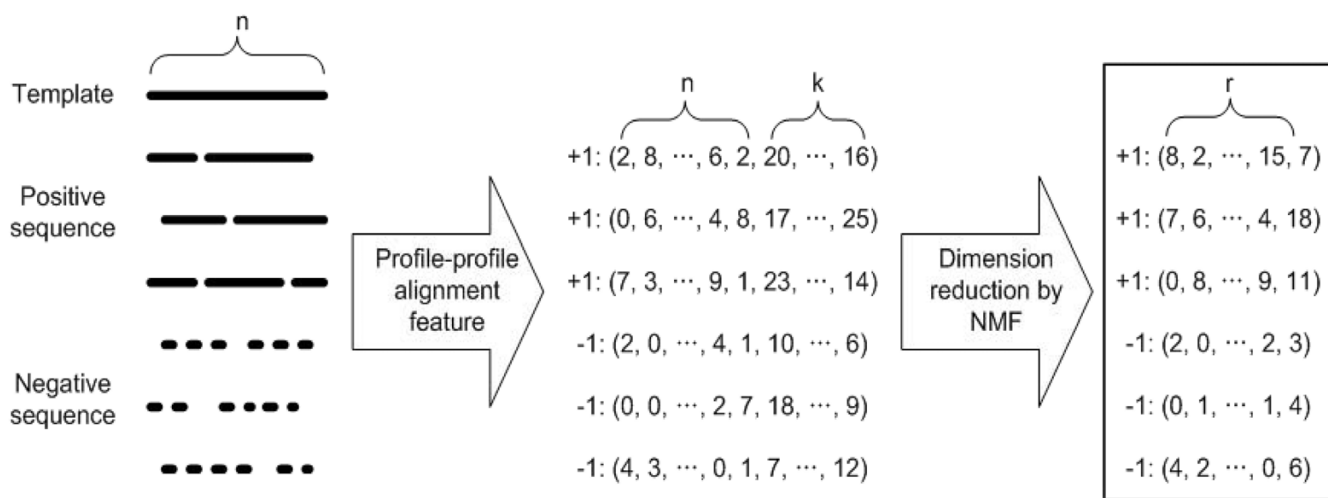 n
Template
Positive
sequence
Negative
sequence
Profile-profile
alignment
feature
n k
+1: (2, 8, ···, 6, 2, 20, ···, 16)
+1: (0, 6, ···, 4, 8, 17, ···, 25)
+1: (7, 3, ···, 9, 1, 23, ···, 14)
-1: (2, 0, ···, 4, 1, 10, ···, 6)
-1: (0, 0, ···, 2, 7, 18, ···, 9)
-1: (4, 3, ···, 0, 1, 7, ···, 12)
Dimension
reduction by
NMF
r
+1: (8, 2, ···, 15, 7)
+1: (7, 6, ···, 4, 18)
+1: (0, 8, ···, 9, 11)
-1: (2, 0, ···, 2, 3)
-1: (0, 1, ···, 1, 4)
-1: (4, 2, ···, 0, 6)